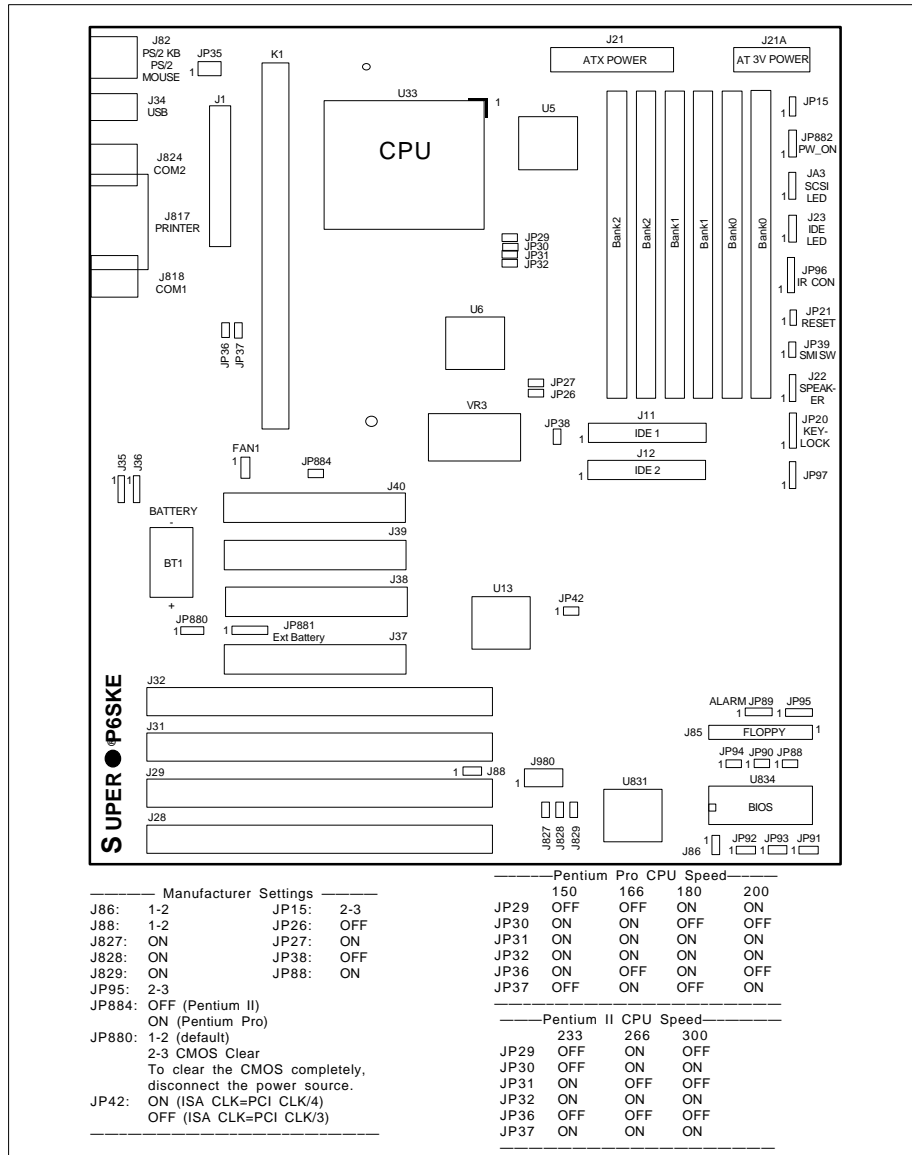 J82
PS/2 KB
PS/2
MOUSE
JP35
1
K1
J21
ATX POWER
J21A
AT 3V POWER
J34
USB
J1
U33
1
CPU
U5
JP15
1
JP882
PW_ON
1
J824
COM2
JA3
SCSI
LED
1
J817
PRINTER
J23
IDE
LED
1
Bank2
Bank2
Bank1
Bank1
Bank0
Bank0
JP29
JP30
JP31
JP32
J818
COM1
JP96
IR CON
1
U6
JP21
RESET
1
JP36
JP37
JP39
SMI SW
1
JP27
JP26
J22
SPEAK-
ER
1
VR3
JP38
J11
1
IDE 1
JP20
KEY-
LOCK
1
FAN1
1
JP884
J12
1
IDE 2
JP97
1
J35
1
J36
1
J40
BATTERY
-
BT1
+
J39
J38
U13
JP42
1
JP880
1
JP881
1
Ext Battery
J37
SUPER ®P6SKE
J32
ALARM JP89
1
JP95
1
J31
J85
FLOPPY
1
J29
1
J88
J980
1
JP94
1
JP90
1
JP88
1
U831
U834
BIOS
J28
J827
J828
J829
J86
1
JP92
1
JP93
1
JP91
1
Manufacturer Settings
J86: 1-2 JP15: 2-3
J88: 1-2 JP26: OFF
J827: ON JP27: ON
J828: ON JP38: OFF
J829: ON JP88: ON
JP95: 2-3
JP884: OFF (Pentium II)
ON (Pentium Pro)
JP880: 1-2 (default)
2-3 CMOS Clear
To clear the CMOS completely,
disconnect the power source.
JP42: ON (ISA CLK=PCI CLK/4)
OFF (ISA CLK=PCI CLK/3)
Pentium Pro CPU Speed
150 166 180 200
JP29 OFF OFF ON ON
JP30 ON ON OFF OFF
JP31 ON ON ON ON
JP32 ON ON ON ON
JP36 ON OFF ON OFF
JP37 OFF ON OFF ON
Pentium II CPU Speed
233 266 300
JP29 OFF ON OFF
JP30 OFF ON ON
JP31 ON OFF OFF
JP32 ON ON ON
JP36 OFF OFF OFF
JP37 ON ON ON